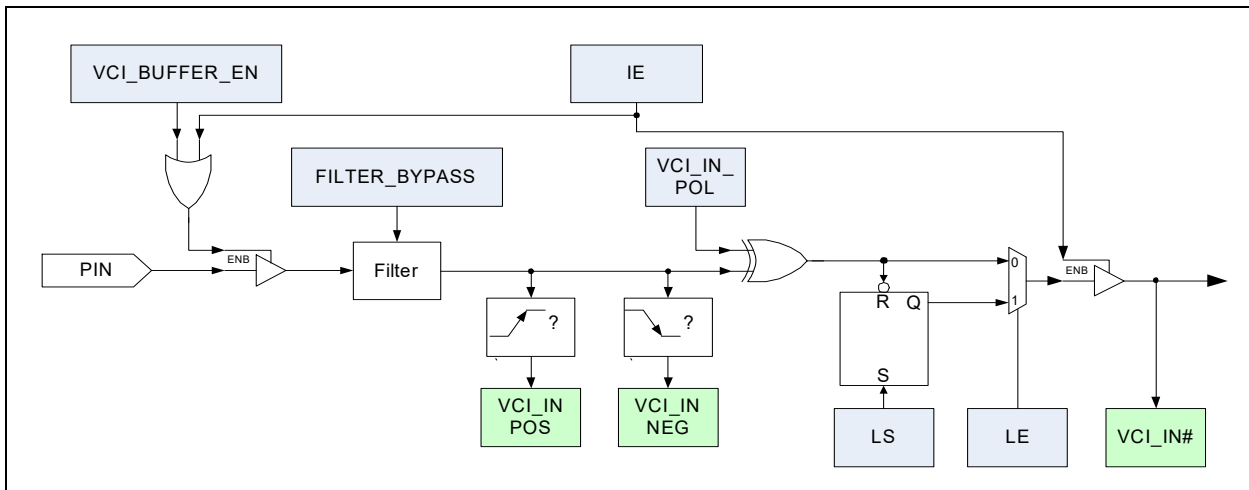 VCI_BUFFER_EN
IE
FILTER_BYPASS
VCI_IN_
POL
ENB
PIN
Filter
0
ENB
1
R
Q
?
?
S
VCI_IN
POS
VCI_IN
NEG
LS
LE
VCI_IN#